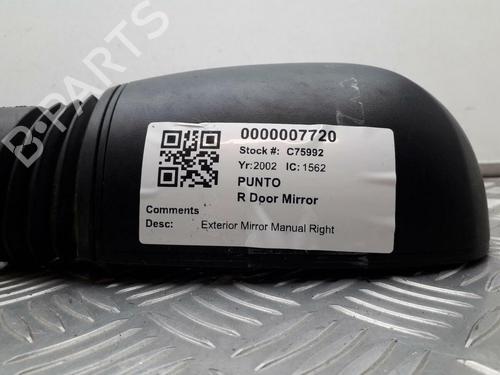 0000007720
Stock #: C75992
Yr:2002 IC:1562
PUNTO
R Door Mirror
Comments
Desc: Exterior Mirror Manual Right
B-PARTS